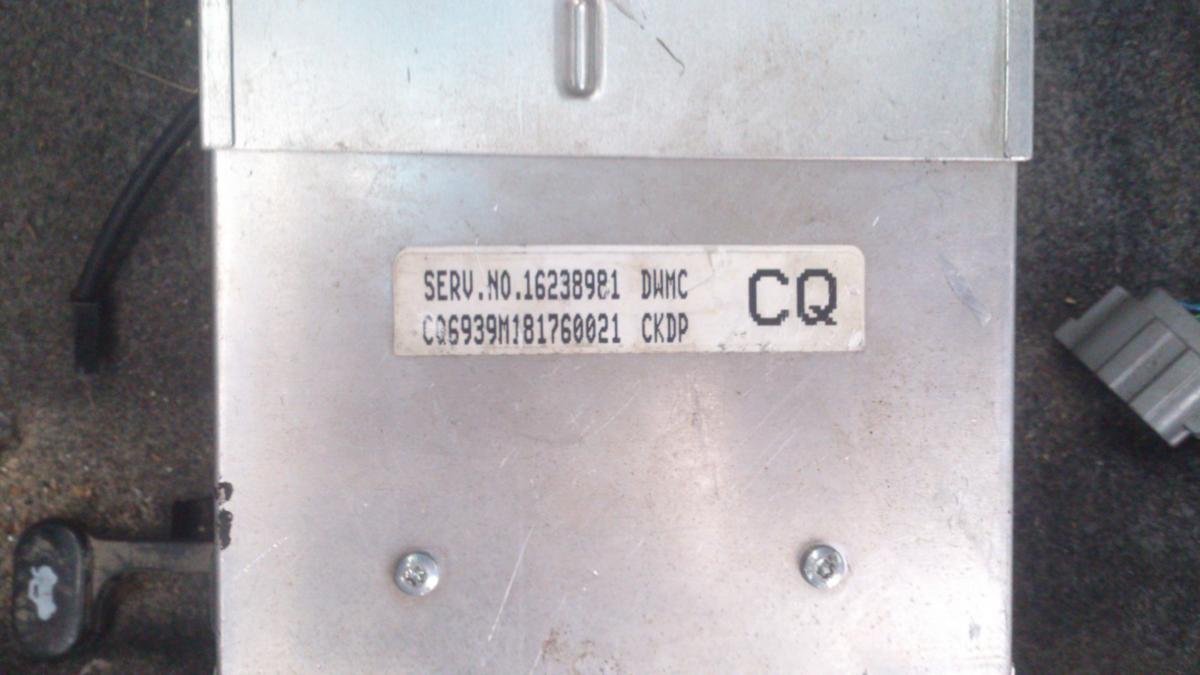 SERV.NO.16238981 DWMC CQ
CQ6939M181760021 CKDP